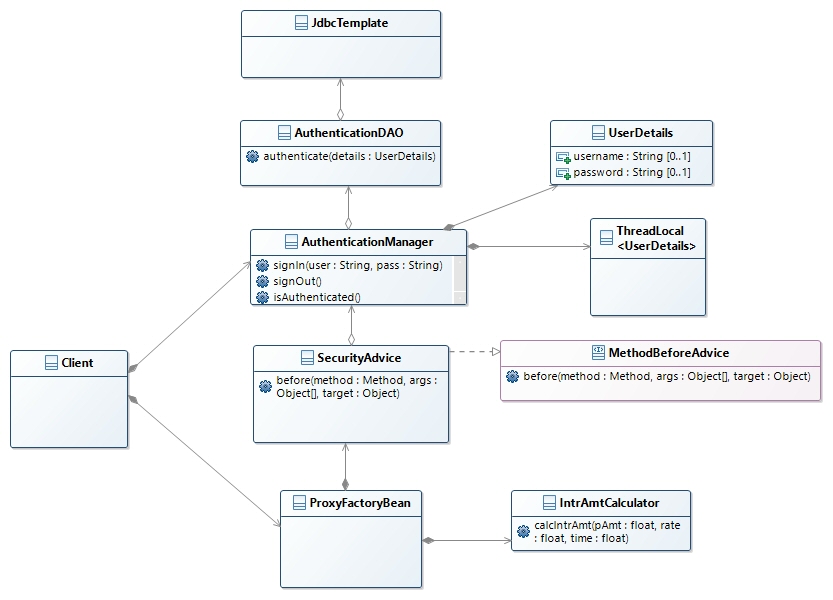 JdbcTemplate
AuthenticationDAO
authenticate(details : UserDetails)
UserDetails
username : String [0..1]
password : String [0..1]
AuthenticationManager
signIn(user : String, pass : String)
signOut()
isAuthenticated()
ThreadLocal
<UserDetails>
Client
SecurityAdvice
before(method : Method, args :
Object[], target : Object)
MethodBeforeAdvice
before(method : Method, args : Object[], target : Object)
ProxyFactoryBean
IntrAmtCalculator
calcIntrAmt(pAmt : float, rate
: float, time : float)